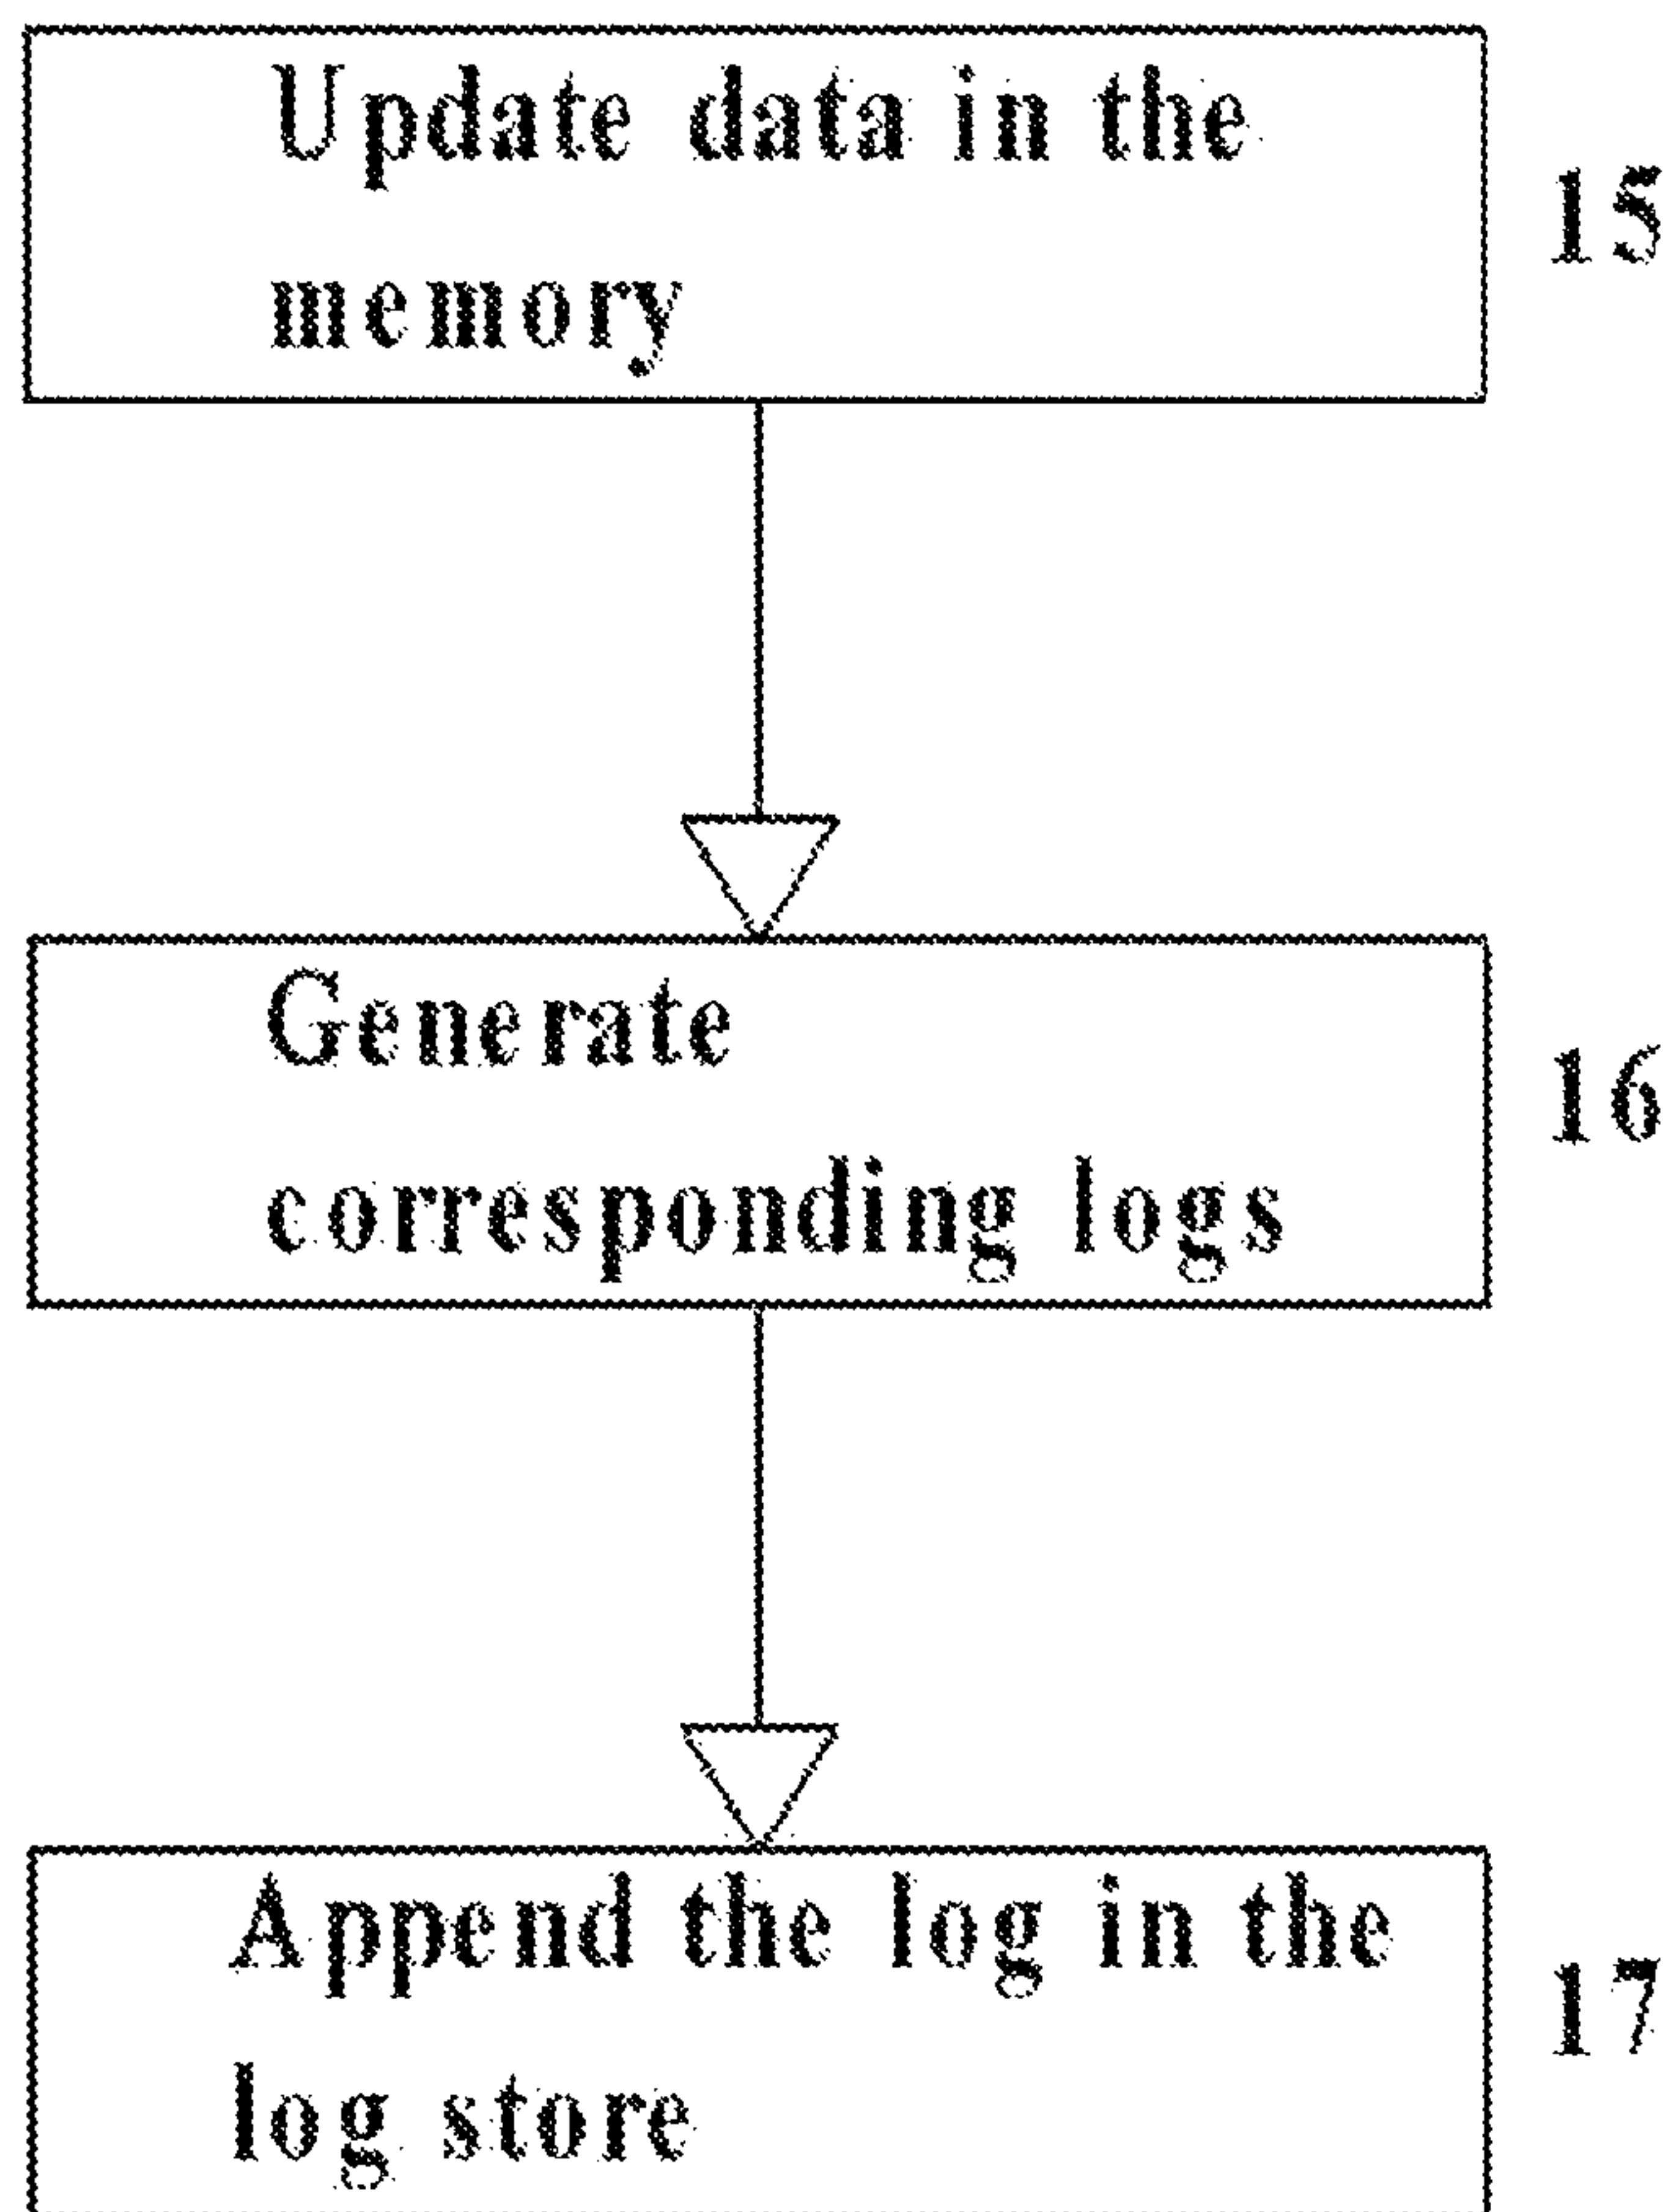 Update data in the
memory
15
Generate
corresponding logs
16
Append the log in the
log store
17